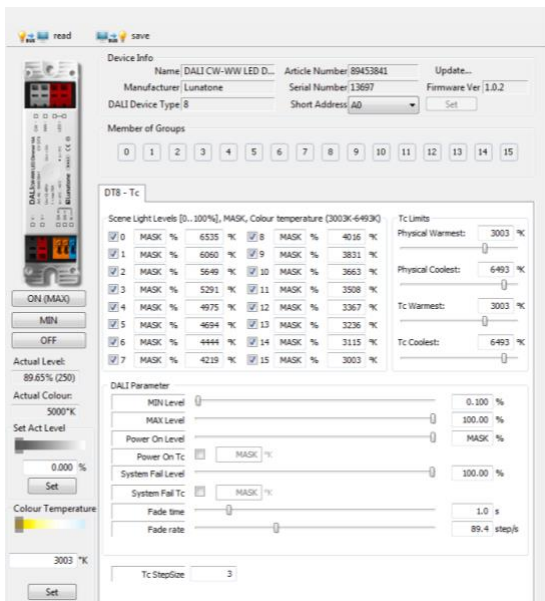 read save
Device Info
Name DALI CW-WW LED D... Article Number 89453841 Update...
Manufacturer Lunatone Serial Number 13697 Firmware Ver 1.0.2
DALI Device Type 8 Short Address A0 Set
Member of Groups
0 1 2 3 4 5 6 7 8 9 10 11 12 13 14 15
DT8 - Tc
Scene Light Levels [0..100%], MASK, Colour temperature (3003K-6493K)
0 MASK % 6535 °K 8 MASK % 4016 °K
1 MASK % 6060 °K 9 MASK % 3831 °K
2 MASK % 5649 °K 10 MASK % 3663 °K
3 MASK % 5291 °K 11 MASK % 3508 °K
4 MASK % 4975 °K 12 MASK % 3367 °K
5 MASK % 4694 °K 13 MASK % 3236 °K
6 MASK % 4444 °K 14 MASK % 3115 °K
7 MASK % 4219 °K 15 MASK % 3003 °K
Tc Limits
Physical Warmest: 3003 °K
Physical Coolest: 6493 °K
Tc Warmest: 3003 °K
Tc Coolest: 6493 °K
DALI
Lunatone
ON (MAX)
MIN
OFF
Actual Level:
89.65% (250)
Actual Colour:
5000°K
Set Act Level
0.000 %
Set
Colour Temperature
3003 °K
Set
DALI Parameter
MIN Level 0.100 %
MAX Level 100.00 %
Power On Level MASK %
Power On Tc MASK °K
System Fail Level 100.00 %
System Fail Tc MASK °K
Fade time 1.0 s
Fade rate 89.4 step/s
Tc StepSize 3